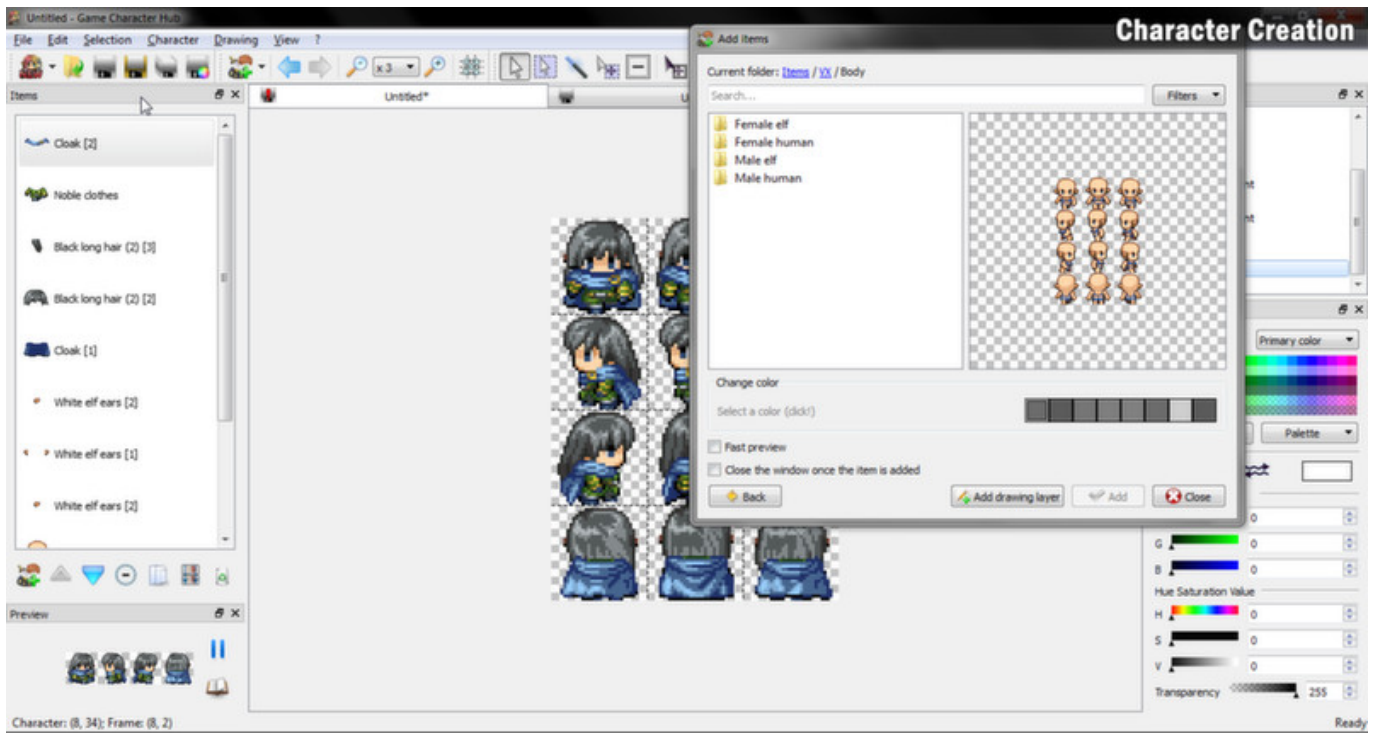 Untitled - Game Character Hub
Character Creation
File Edit Selection Character Drawing View ?
x 3
Items
Untitled*
Cloak [2]
Noble clothes
Black long hair (2) [3]
Black long hair (2) [2]
Cloak [1]
White elf ears [2]
White elf ears [1]
White elf ears [2]
Preview
Character: (8, 34); Frame: (8, 2)
Add items
Current folder: Items / VX / Body
Search...
Filters
Female elf
Female human
Male elf
Male human
Change color
Select a color (click!)
Fast preview
Close the window once the item is added
Back
Add drawing layer
Add
Close
Primary color
Palette
0
G 0
B 0
Hue Saturation Value
H 0
S 0
V 0
Transparency 255
Ready